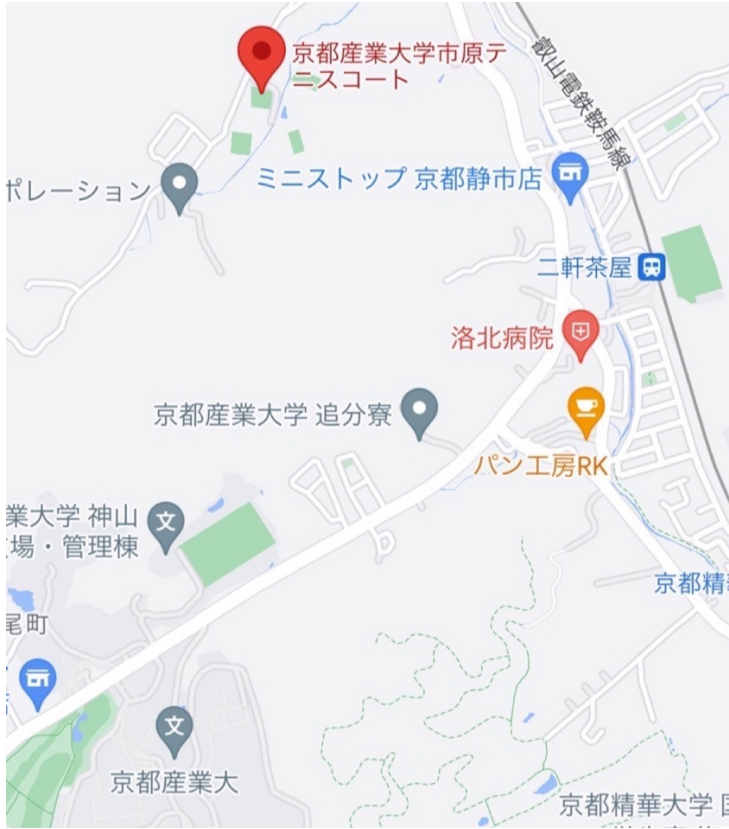 京都産業大学市原テ
ニスコート
叡山電鉄鞍馬線
ミニストップ 京都静市店
ポレーション
二軒茶屋
洛北病院
京都産業大学 追分寮
パン工房RK
業大学 神山
場・管理棟
京都精
尾町
京都産業大
京都精華大学